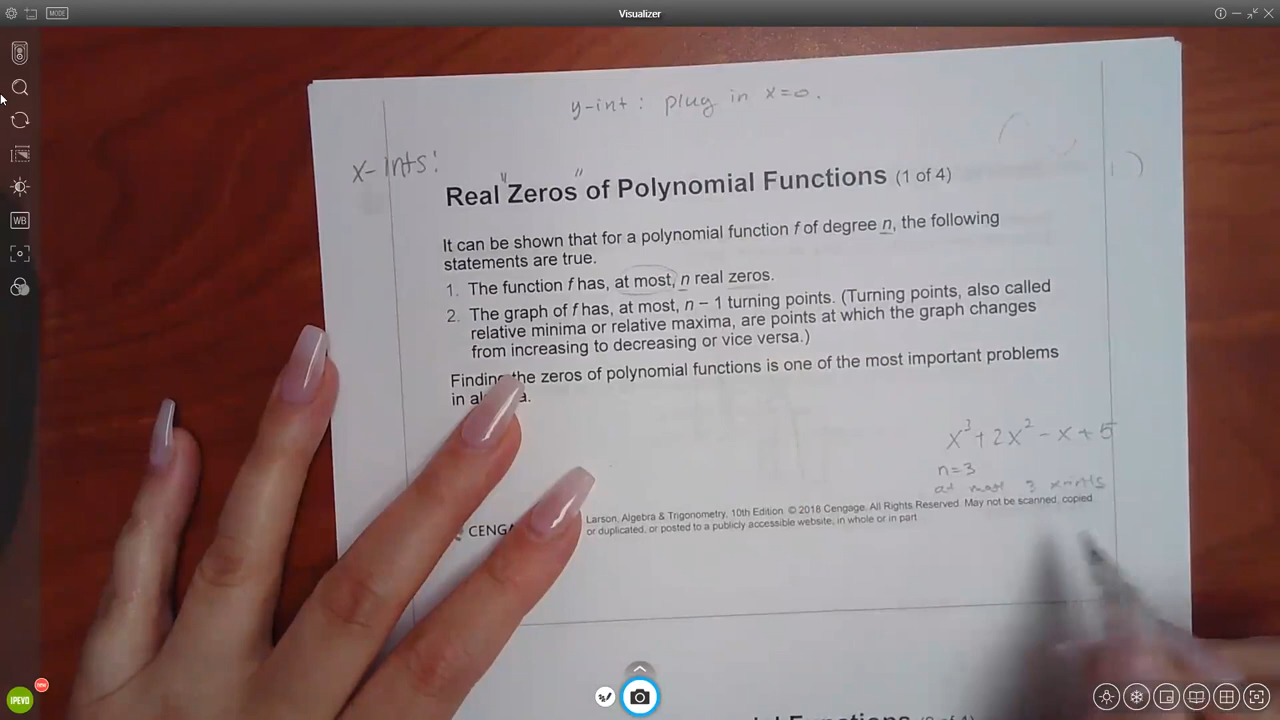 MODE
Visualizer
WB
y-int: plug in x=0.
x-ints:
Real "Zeros" of Polynomial Functions (1 of 4)
It can be shown that for a polynomial function f of degree n, the following
statements are true.
1. The function f has, at most, n real zeros.
2. The graph of f has, at most, n − 1 turning points. (Turning points, also called
relative minima or relative maxima, are points at which the graph changes
from increasing to decreasing or vice versa.)
Finding the zeros of polynomial functions is one of the most important problems
in al a.
x³+2x²-x+5
n=3
at most 3 x-ints
CENG
Larson, Algebra & Trigonometry, 10th Edition. © 2018 Cengage. All Rights Reserved. May not be scanned, copied
or duplicated, or posted to a publicly accessible website, in whole or in part
IPEVO
new